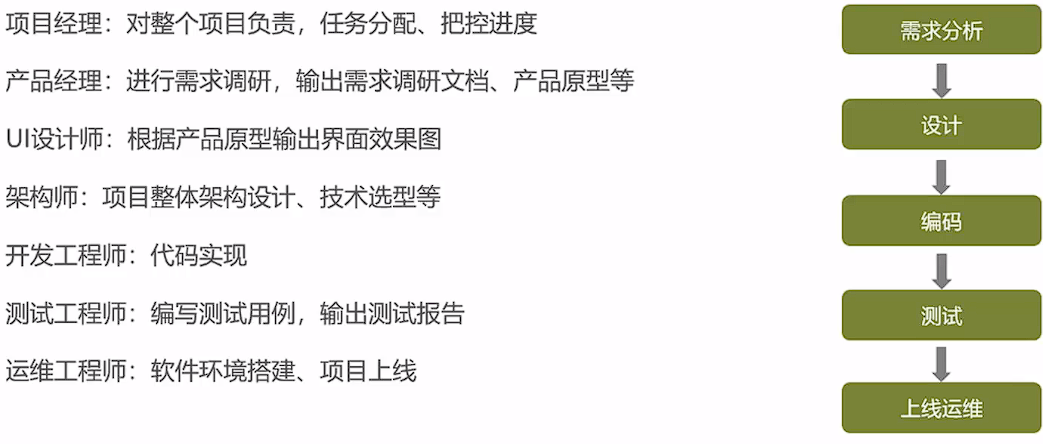 项目经理：对整个项目负责，任务分配、把控进度
产品经理：进行需求调研，输出需求调研文档、产品原型等
UI设计师：根据产品原型输出界面效果图
架构师：项目整体架构设计、技术选型等
开发工程师：代码实现
测试工程师：编写测试用例，输出测试报告
运维工程师：软件环境搭建、项目上线
需求分析
设计
编码
测试
上线运维